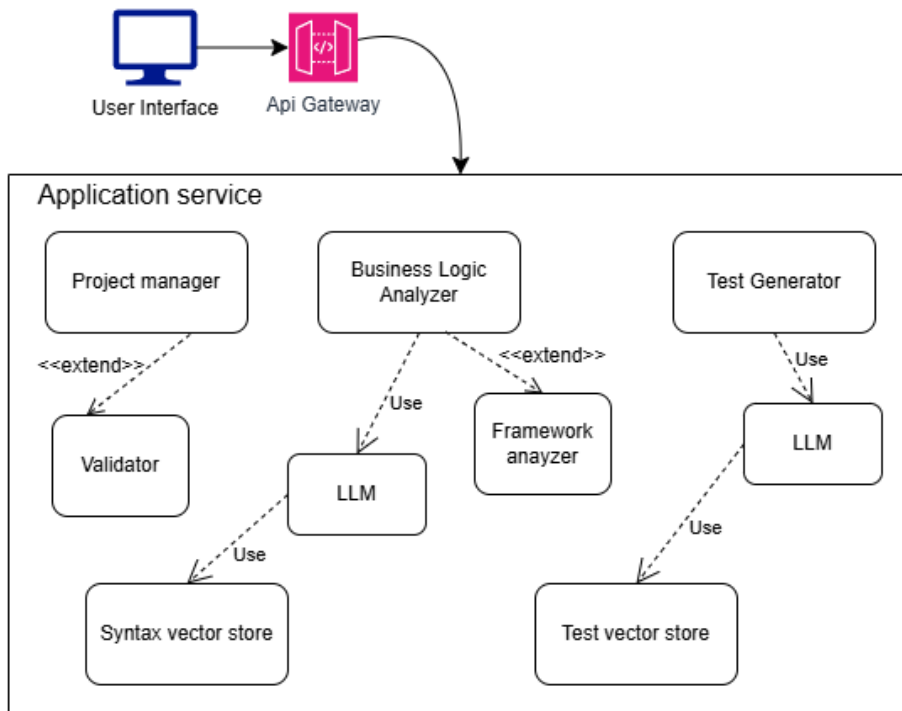 </>
User Interface
Api Gateway
Application service
Project manager
Business Logic
Analyzer
Test Generator
<<extend>>
<<extend>>
Use
Use
Validator
Framework
anayzer
LLM
LLM
Use
Use
Syntax vector store
Test vector store